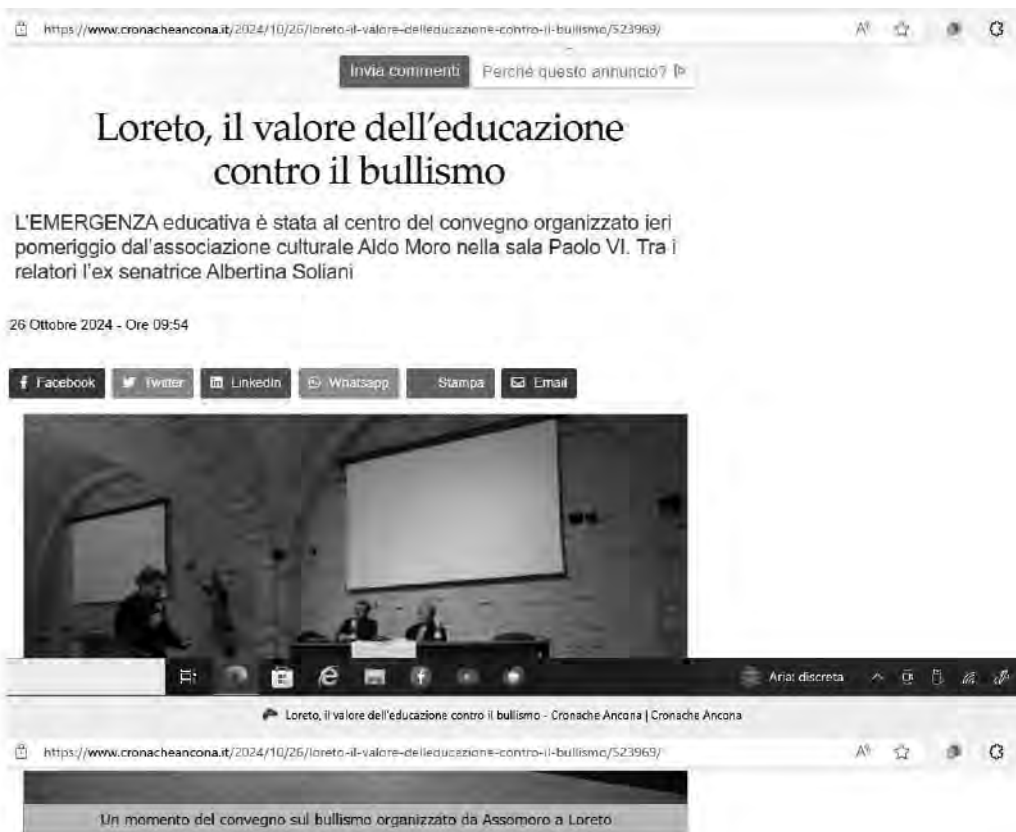 https://www.cronacheancona.it/2024/10/26/loreto-il-valore-delleducazione-contro-il-bullismo/523969/
Invia commenti Perché questo annuncio?
Loreto, il valore dell'educazione
contro il bullismo
L'EMERGENZA educativa è stata al centro del convegno organizzato ieri
pomeriggio dal'associazione culturale Aldo Moro nella sala Paolo VI. Tra i
relatori l'ex senatrice Albertina Soliani
26 Ottobre 2024 - Ore 09:54
Facebook Twitter LinkedIn Whatsapp Stampa Email
Aria: discreta
Loreto, il valore dell'educazione contro il bullismo - Cronache Ancona | Cronache Ancona
https://www.cronacheancona.it/2024/10/26/loreto-il-valore-delleducazione-contro-il-bullismo/523969/
Un momento del convegno sul bullismo organizzato da Assomoro a Loreto